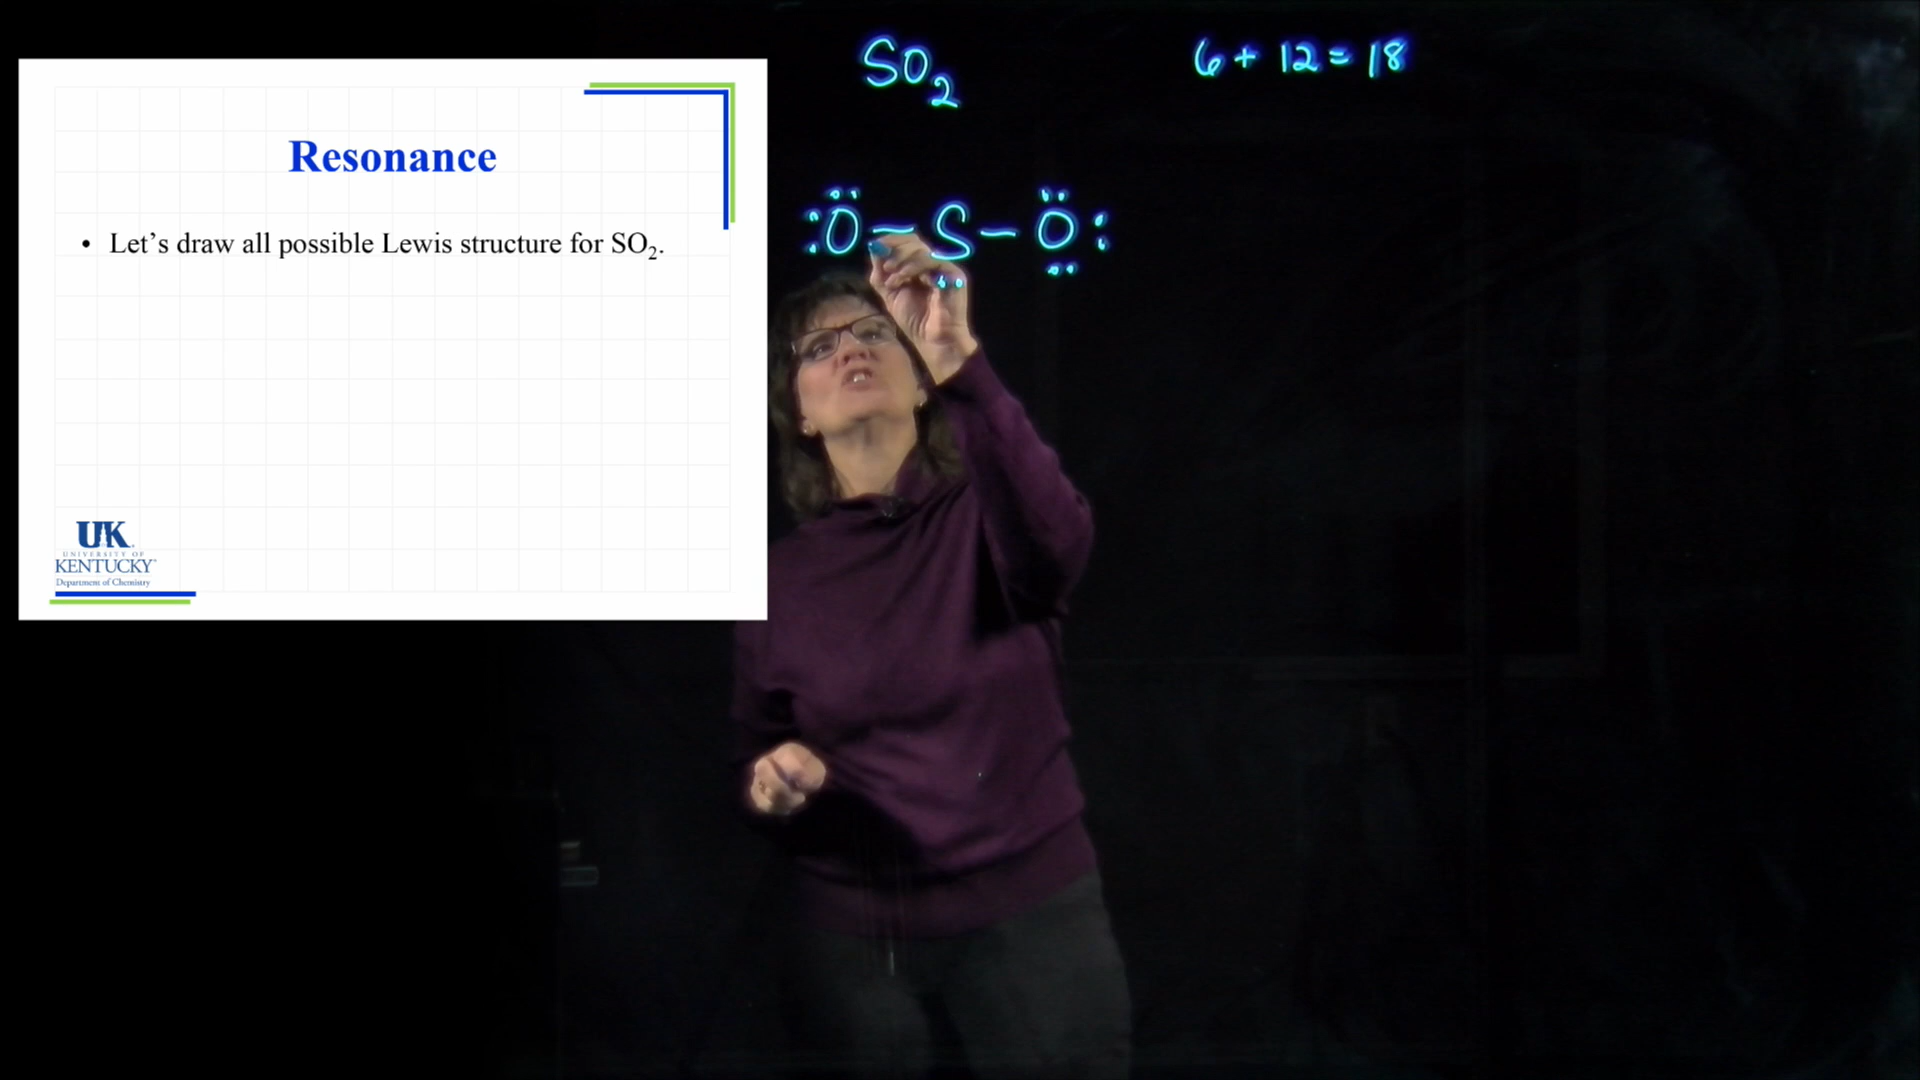 Resonance
• Let’s draw all possible Lewis structure for SO₂.
UK
UNIVERSITY OF
KENTUCKY
Department of Chemistry
SO₂
6 + 12 = 18
:Ö – S – Ö: